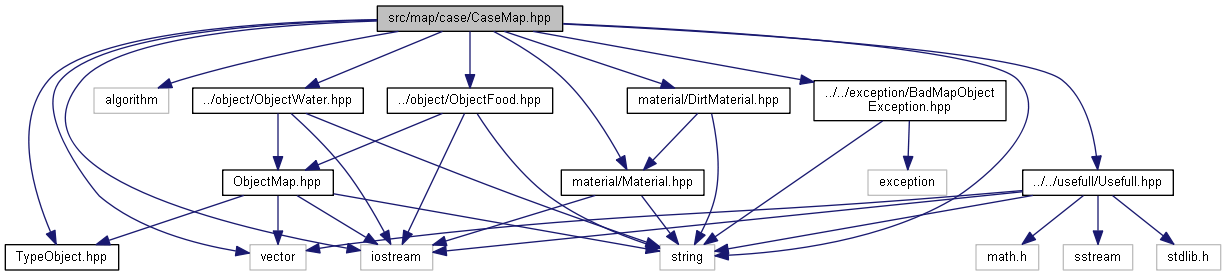 src/map/case/CaseMap.hpp
algorithm
../object/ObjectWater.hpp
../object/ObjectFood.hpp
material/DirtMaterial.hpp
../../exception/BadMapObject
Exception.hpp
ObjectMap.hpp
material/Material.hpp
exception
../../usefull/Usefull.hpp
TypeObject.hpp
vector
iostream
string
math.h
sstream
stdlib.h